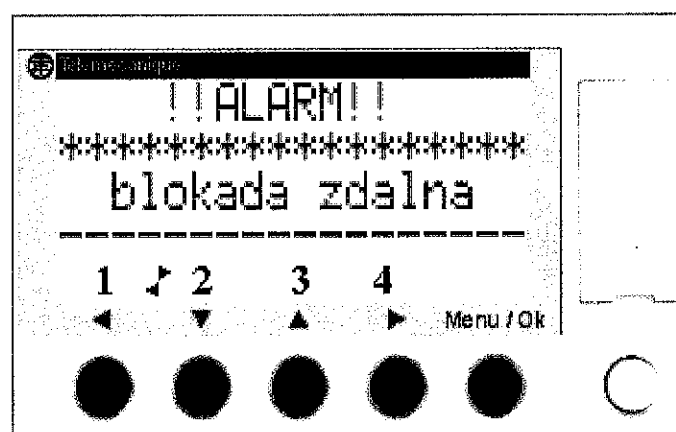 Telemecanique
!!ALARM!!
****************
blokada zdalna
----------------
1 2 3 4
Menu / Ok